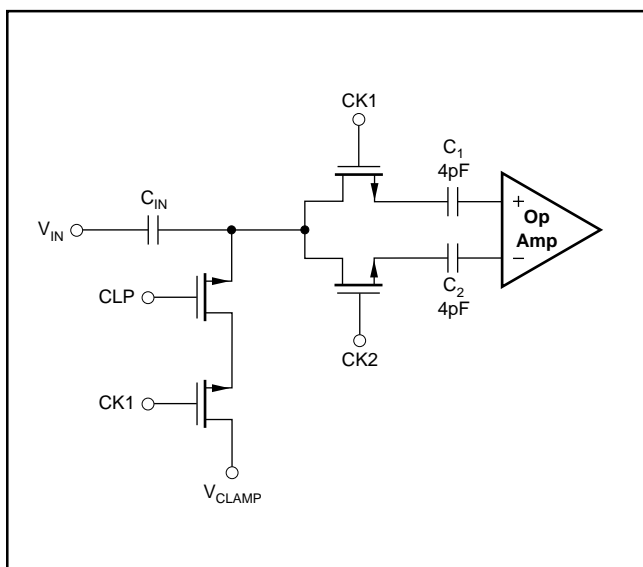 CK1
C1
4pF
CIN
VIN
+
Op
Amp
−
CLP
C2
4pF
CK2
CK1
VCLAMP